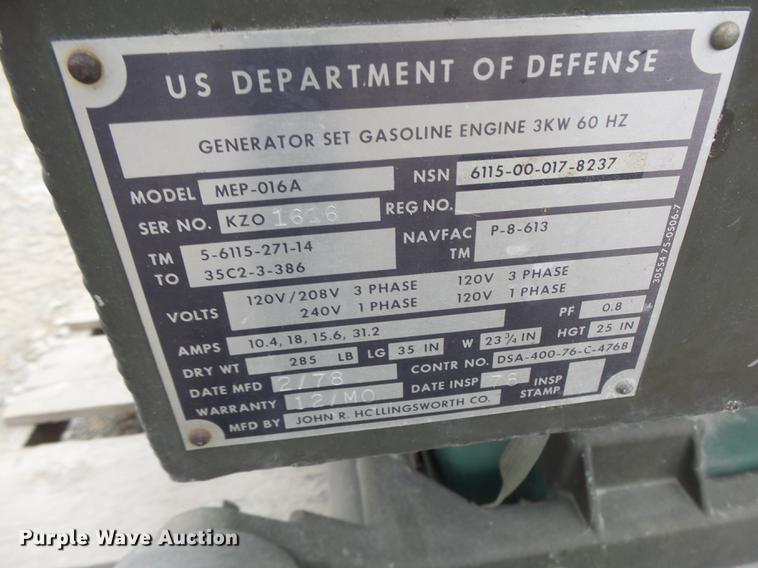 US DEPARTMENT OF DEFENSE
GENERATOR SET GASOLINE ENGINE 3KW 60 HZ
MODEL MEP-016A NSN 6115-00-017-8237
SER NO. KZO 1616 REG NO.
TM 5-6115-271-14 NAVFAC P-8-613
TO 35C2-3-386 TM
VOLTS 120V/208V 3 PHASE 120V 3 PHASE
240V 1 PHASE 120V 1 PHASE
AMPS 10.4, 18, 15.6, 31.2 PF 0.8
DRY WT 285 LB LG 35 IN W 23 3/4 IN HGT 25 IN
DATE MFD 2/78 CONTR NO. DSA-400-76-C-4768
WARRANTY 12/MO DATE INSP 78 INSP STAMP
MFD BY JOHN R. HOLLINGSWORTH CO.
30554-75-0506-7
Purple Wave Auction